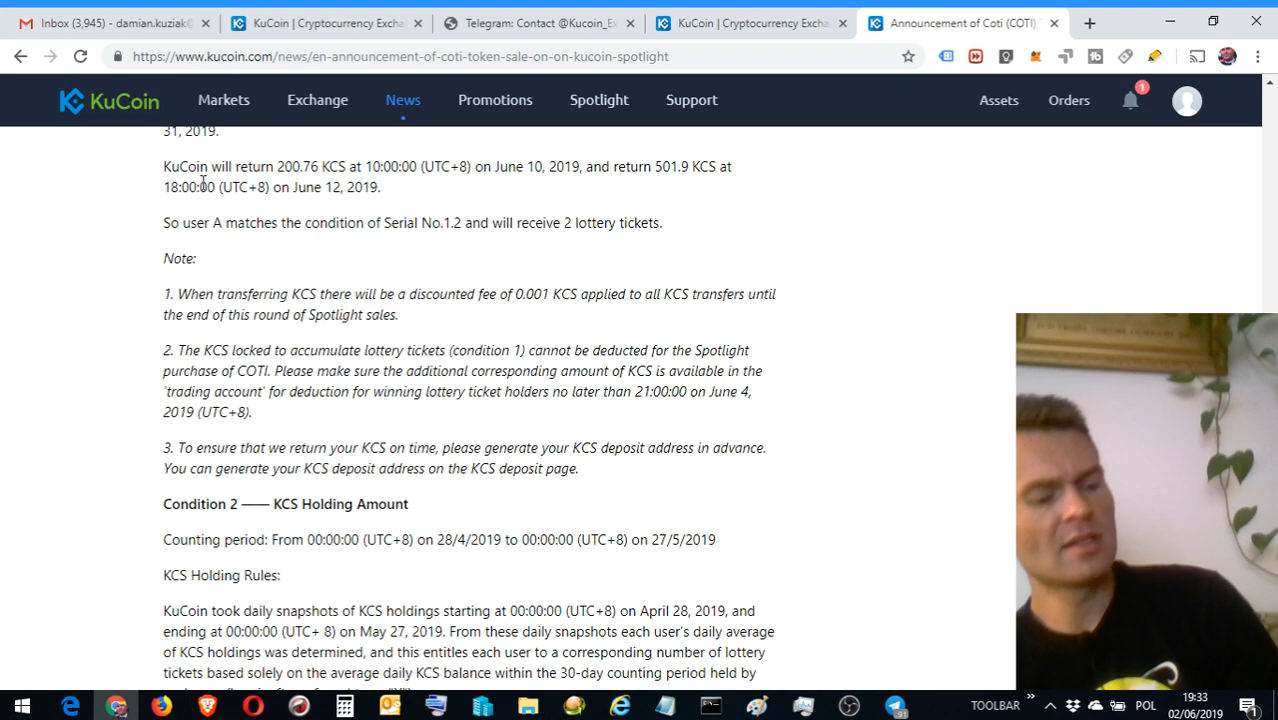 Inbox (3,945) - damian.kuziak@
KuCoin | Cryptocurrency Excha
Telegram: Contact @Kucoin_E
KuCoin | Cryptocurrency Excha
Announcement of Coti (COTI)
https://www.kucoin.com/news/en-announcement-of-coti-token-sale-on-on-kucoin-spotlight
KuCoin Markets Exchange News Promotions Spotlight Support Assets Orders 1
31, 2019.
KuCoin will return 200.76 KCS at 10:00:00 (UTC+8) on June 10, 2019, and return 501.9 KCS at
18:00:00 (UTC+8) on June 12, 2019.
So user A matches the condition of Serial No.1.2 and will receive 2 lottery tickets.
Note:
1. When transferring KCS there will be a discounted fee of 0.001 KCS applied to all KCS transfers until
the end of this round of Spotlight sales.
2. The KCS locked to accumulate lottery tickets (condition 1) cannot be deducted for the Spotlight
purchase of COTI. Please make sure the additional corresponding amount of KCS is available in the
'trading account' for deduction for winning lottery ticket holders no later than 21:00:00 on June 4,
2019 (UTC+8).
3. To ensure that we return your KCS on time, please generate your KCS deposit address in advance.
You can generate your KCS deposit address on the KCS deposit page.
Condition 2 —— KCS Holding Amount
Counting period: From 00:00:00 (UTC+8) on 28/4/2019 to 00:00:00 (UTC+8) on 27/5/2019
KCS Holding Rules:
KuCoin took daily snapshots of KCS holdings starting at 00:00:00 (UTC+8) on April 28, 2019, and
ending at 00:00:00 (UTC+ 8) on May 27, 2019. From these daily snapshots each user's daily average
of KCS holdings was determined, and this entitles each user to a corresponding number of lottery
tickets based solely on the average daily KCS balance within the 30-day counting period held by
TOOLBAR
POL
19:33
02/06/2019
1
91